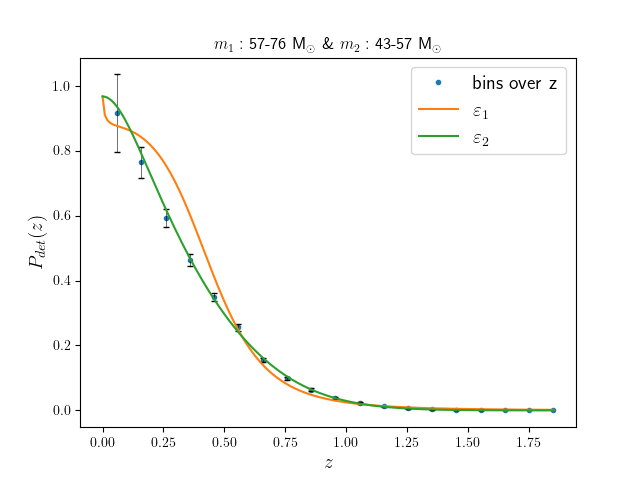 m₁ : 57-76 M⊙ & m₂ : 43-57 M⊙
bins over z
ε₁
ε₂
P_det(z)
1.0
0.8
0.6
0.4
0.2
0.0
0.00 0.25 0.50 0.75 1.00 1.25 1.50 1.75
z